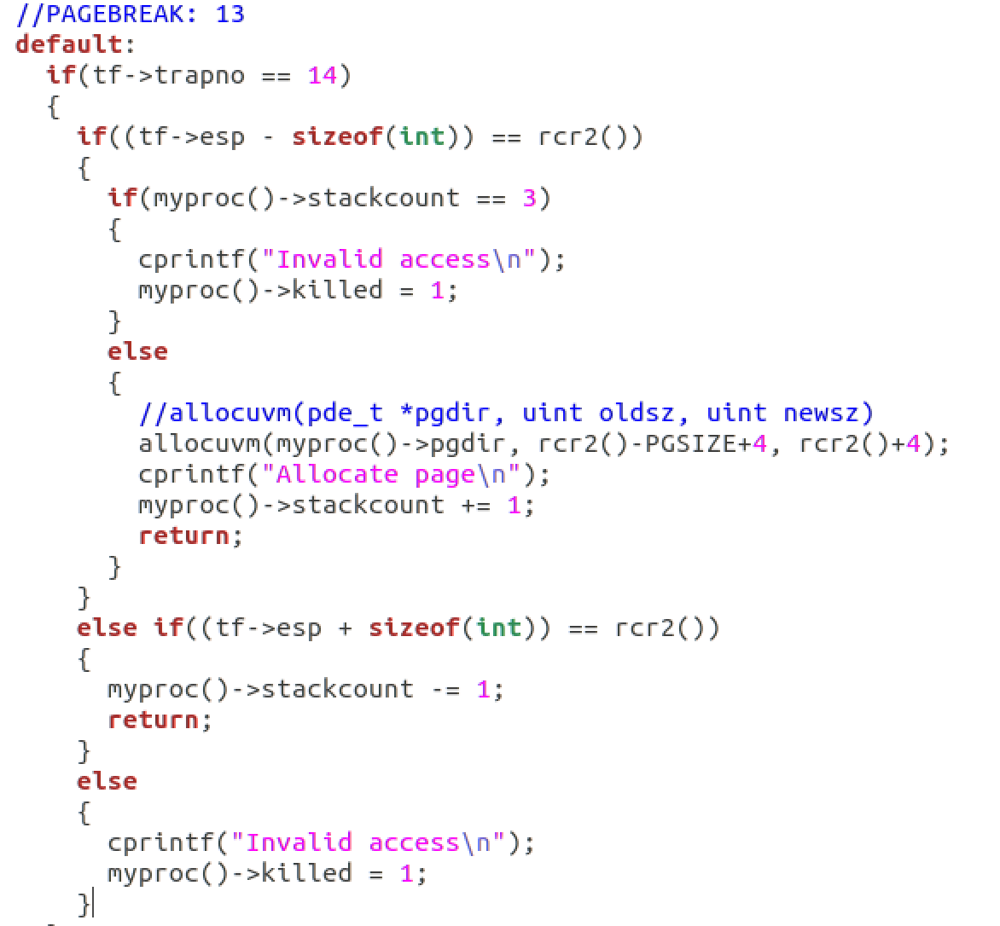 //PAGEBREAK: 13
default:
  if(tf->trapno == 14)
  {
    if((tf->esp - sizeof(int)) == rcr2())
    {
      if(myproc()->stackcount == 3)
      {
        cprintf("Invalid access\n");
        myproc()->killed = 1;
      }
      else
      {
        //allocuvm(pde_t *pgdir, uint oldsz, uint newsz)
        allocuvm(myproc()->pgdir, rcr2()-PGSIZE+4, rcr2()+4);
        cprintf("Allocate page\n");
        myproc()->stackcount += 1;
        return;
      }
    }
    else if((tf->esp + sizeof(int)) == rcr2())
    {
      myproc()->stackcount -= 1;
      return;
    }
    else
    {
      cprintf("Invalid access\n");
      myproc()->killed = 1;
    }